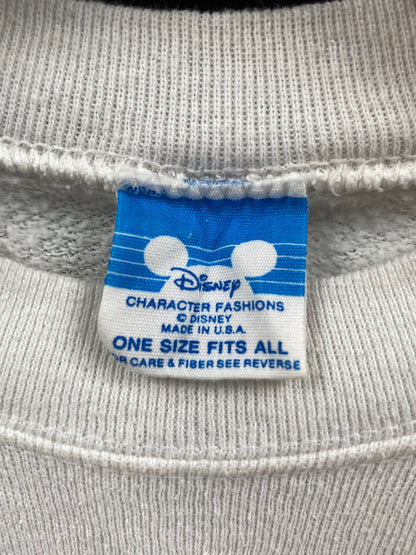 Disney
CHARACTER FASHIONS
© DISNEY
MADE IN U.S.A.
ONE SIZE FITS ALL
CARE & FIBER SEE REVERSE